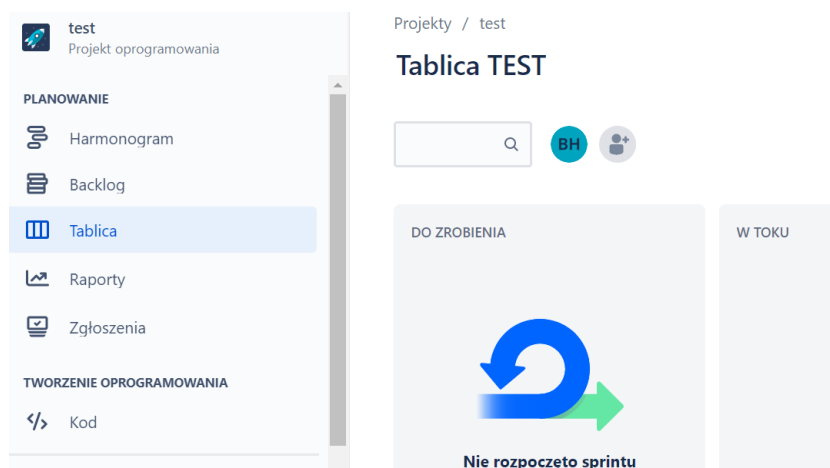 test
Projekt oprogramowania
PLANOWANIE
Harmonogram
Backlog
Tablica
Raporty
Zgłoszenia
TWORZENIE OPROGRAMOWANIA
Kod
Projekty / test
Tablica TEST
BH
DO ZROBIENIA
W TOKU
Nie rozpoczęto sprintu